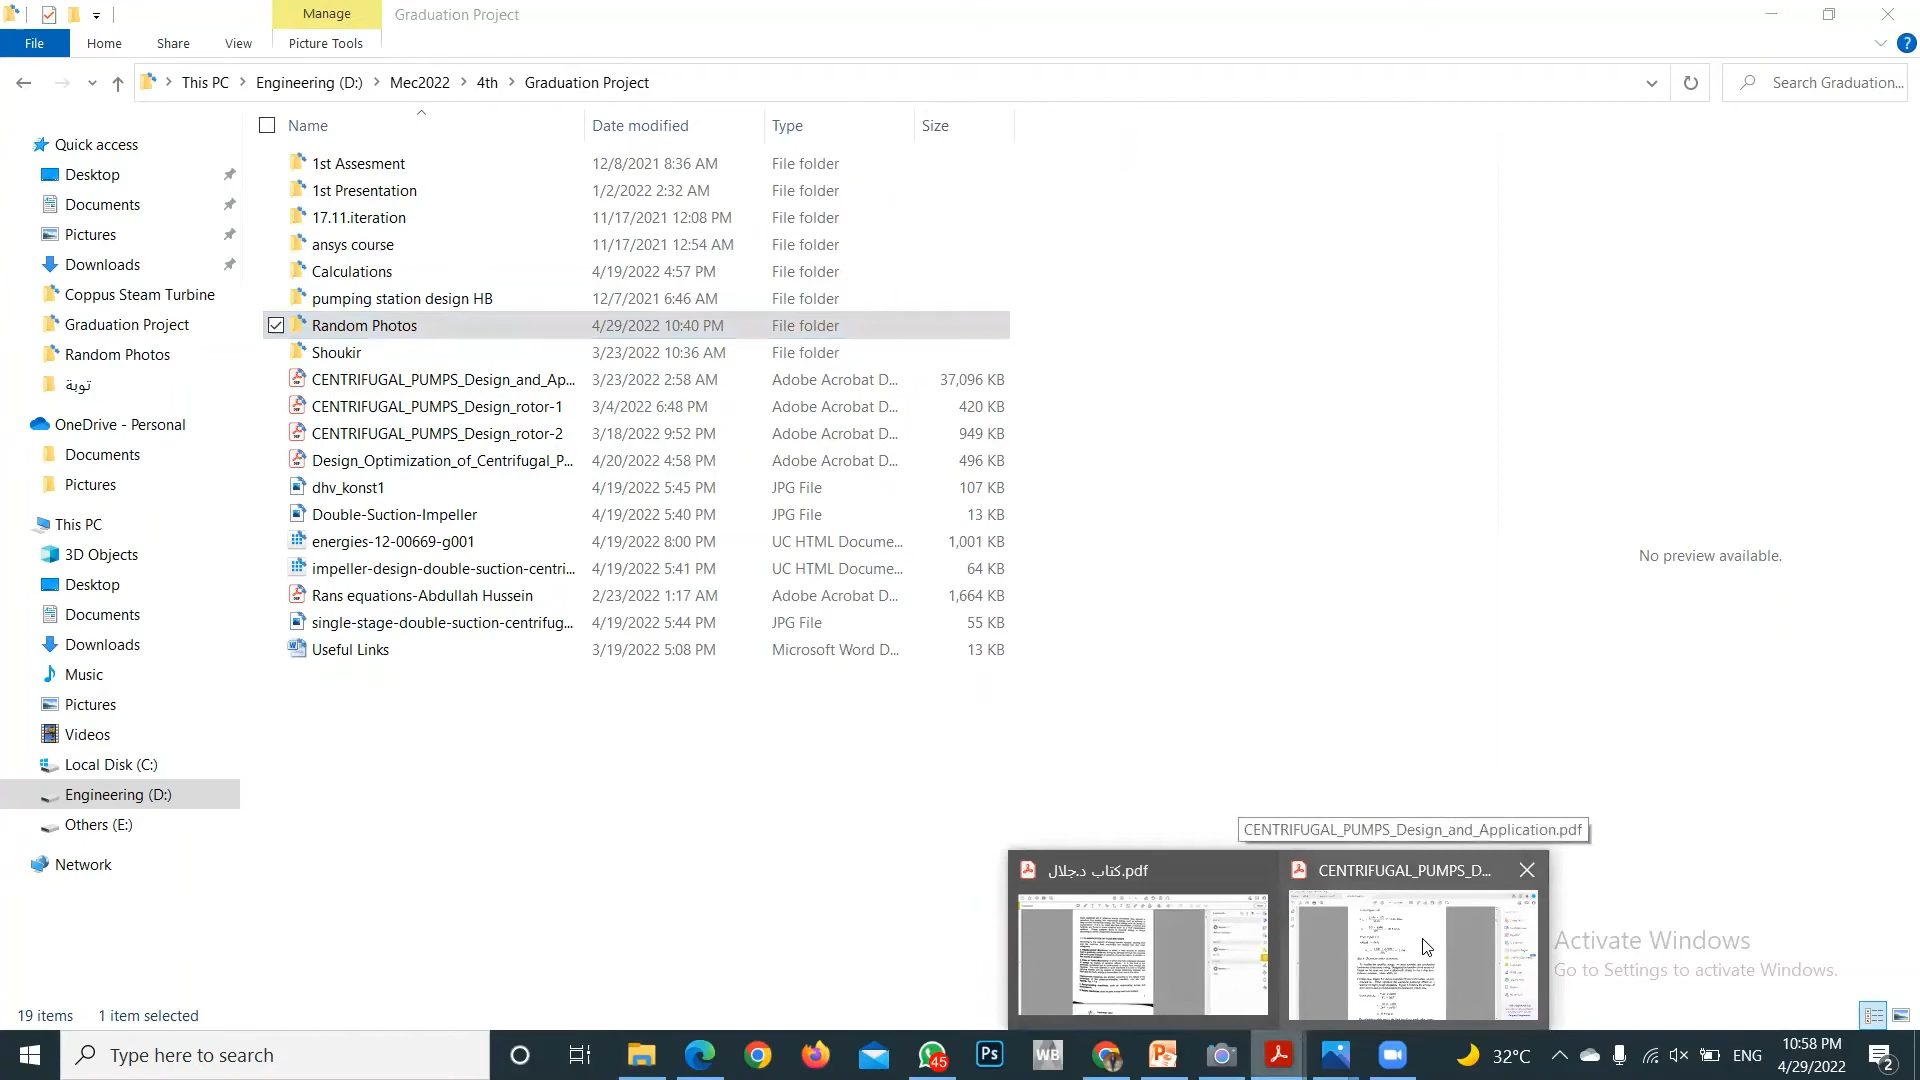 Manage
Graduation Project
File
Home
Share
View
Picture Tools
This PC
Engineering (D:)
Mec2022
4th
Graduation Project
Search Graduation...
Name
Date modified
Type
Size
Quick access
Desktop
Documents
Pictures
Downloads
Coppus Steam Turbine
Graduation Project
Random Photos
توبة
OneDrive - Personal
Documents
Pictures
This PC
3D Objects
Desktop
Documents
Downloads
Music
Pictures
Videos
Local Disk (C:)
Engineering (D:)
Others (E:)
Network
1st Assesment 12/8/2021 8:36 AM File folder
1st Presentation 1/2/2022 2:32 AM File folder
17.11.iteration 11/17/2021 12:08 PM File folder
ansys course 11/17/2021 12:54 AM File folder
Calculations 4/19/2022 4:57 PM File folder
pumping station design HB 12/7/2021 6:46 AM File folder
Random Photos 4/29/2022 10:40 PM File folder
Shoukir 3/23/2022 10:36 AM File folder
CENTRIFUGAL_PUMPS_Design_and_Ap... 3/23/2022 2:58 AM Adobe Acrobat D... 37,096 KB
CENTRIFUGAL_PUMPS_Design_rotor-1 3/4/2022 6:48 PM Adobe Acrobat D... 420 KB
CENTRIFUGAL_PUMPS_Design_rotor-2 3/18/2022 9:52 PM Adobe Acrobat D... 949 KB
Design_Optimization_of_Centrifugal_P... 4/20/2022 4:58 PM Adobe Acrobat D... 496 KB
dhv_konst1 4/19/2022 5:45 PM JPG File 107 KB
Double-Suction-Impeller 4/19/2022 5:40 PM JPG File 13 KB
energies-12-00669-g001 4/19/2022 8:00 PM UC HTML Docume... 1,001 KB
impeller-design-double-suction-centri... 4/19/2022 5:41 PM UC HTML Docume... 64 KB
Rans equations-Abdullah Hussein 2/23/2022 1:17 AM Adobe Acrobat D... 1,664 KB
single-stage-double-suction-centrifug... 4/19/2022 5:44 PM JPG File 55 KB
Useful Links 3/19/2022 5:08 PM Microsoft Word D... 13 KB
No preview available.
CENTRIFUGAL_PUMPS_Design_and_Application.pdf
كتاب د.جلال.pdf
CENTRIFUGAL_PUMPS_D...
Activate Windows
Go to Settings to activate Windows.
19 items
1 item selected
Type here to search
45
Ps
WB
32°C
ENG
10:58 PM
4/29/2022
2